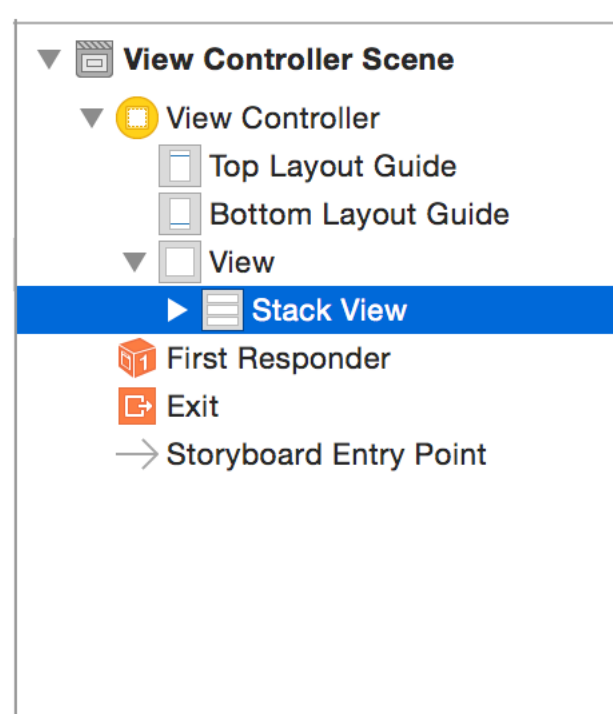 View Controller Scene
View Controller
Top Layout Guide
Bottom Layout Guide
View
Stack View
First Responder
Exit
Storyboard Entry Point